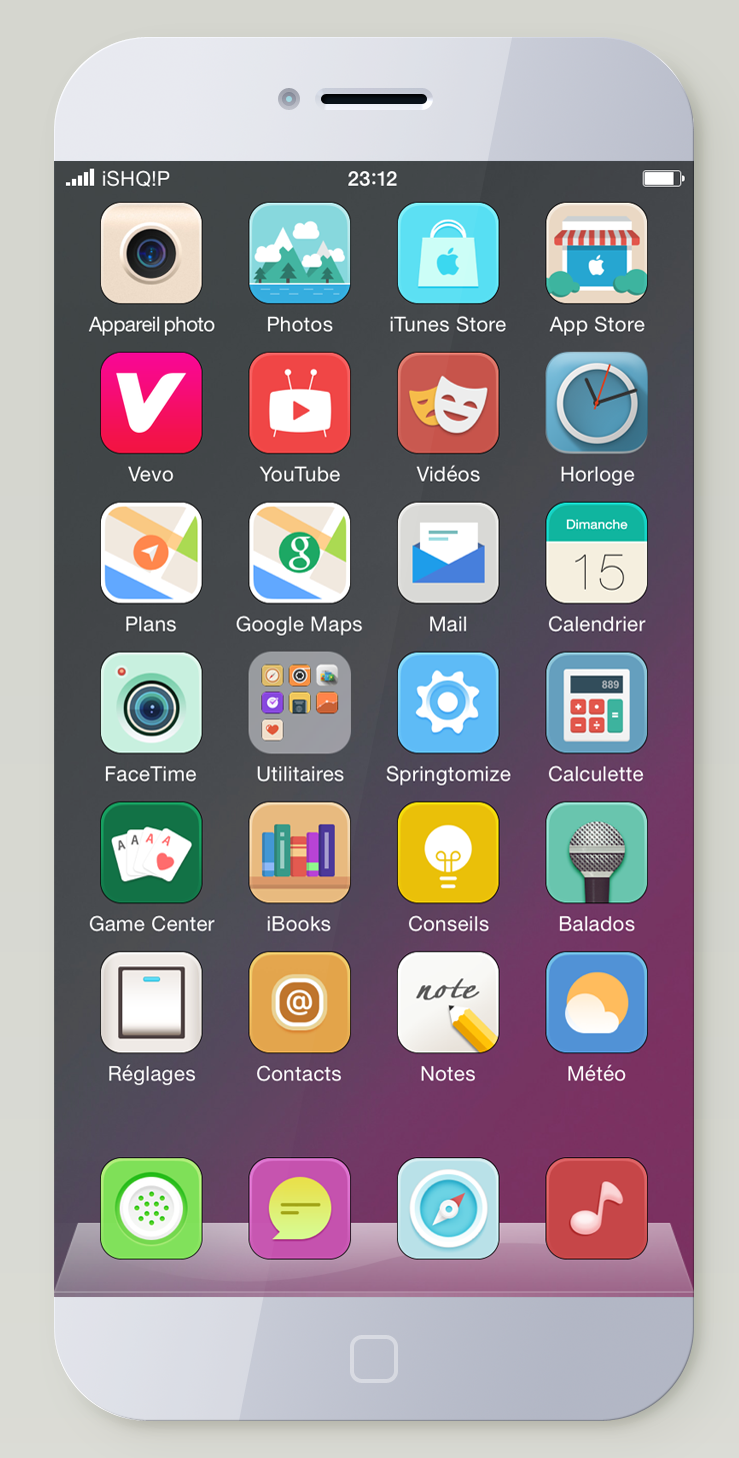 iSHQ!P 23:12
Appareil photo Photos iTunes Store App Store
Vevo YouTube Vidéos Horloge
Dimanche
15
Plans Google Maps Mail Calendrier
889
FaceTime Utilitaires Springtomize Calculette
A A A A
Game Center iBooks Conseils Balados
@ note
Réglages Contacts Notes Météo